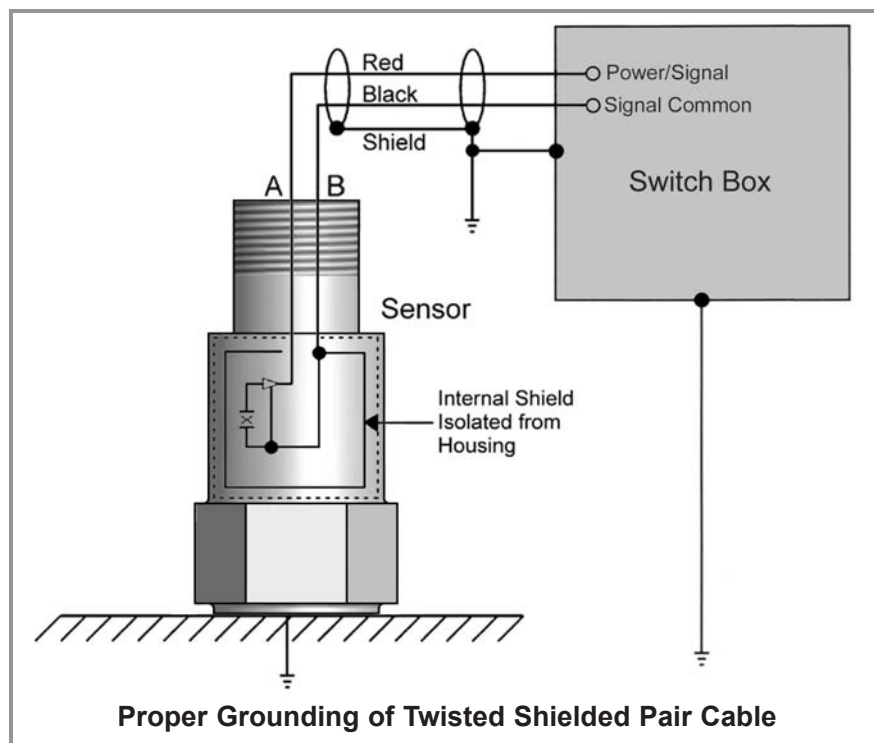 Red
Power/Signal
Black
Signal Common
Shield
Switch Box
A B
Sensor
Internal Shield
Isolated from
Housing
Proper Grounding of Twisted Shielded Pair Cable